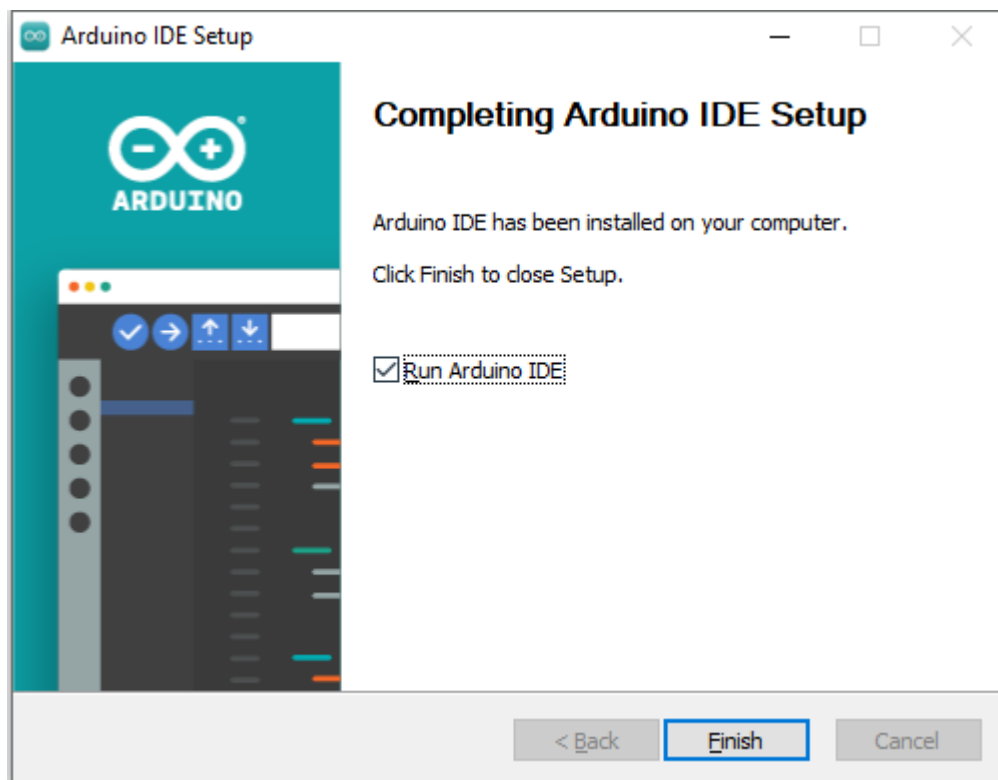 Arduino IDE Setup
ARDUINO
Completing Arduino IDE Setup
Arduino IDE has been installed on your computer.
Click Finish to close Setup.
Run Arduino IDE
< Back
Finish
Cancel